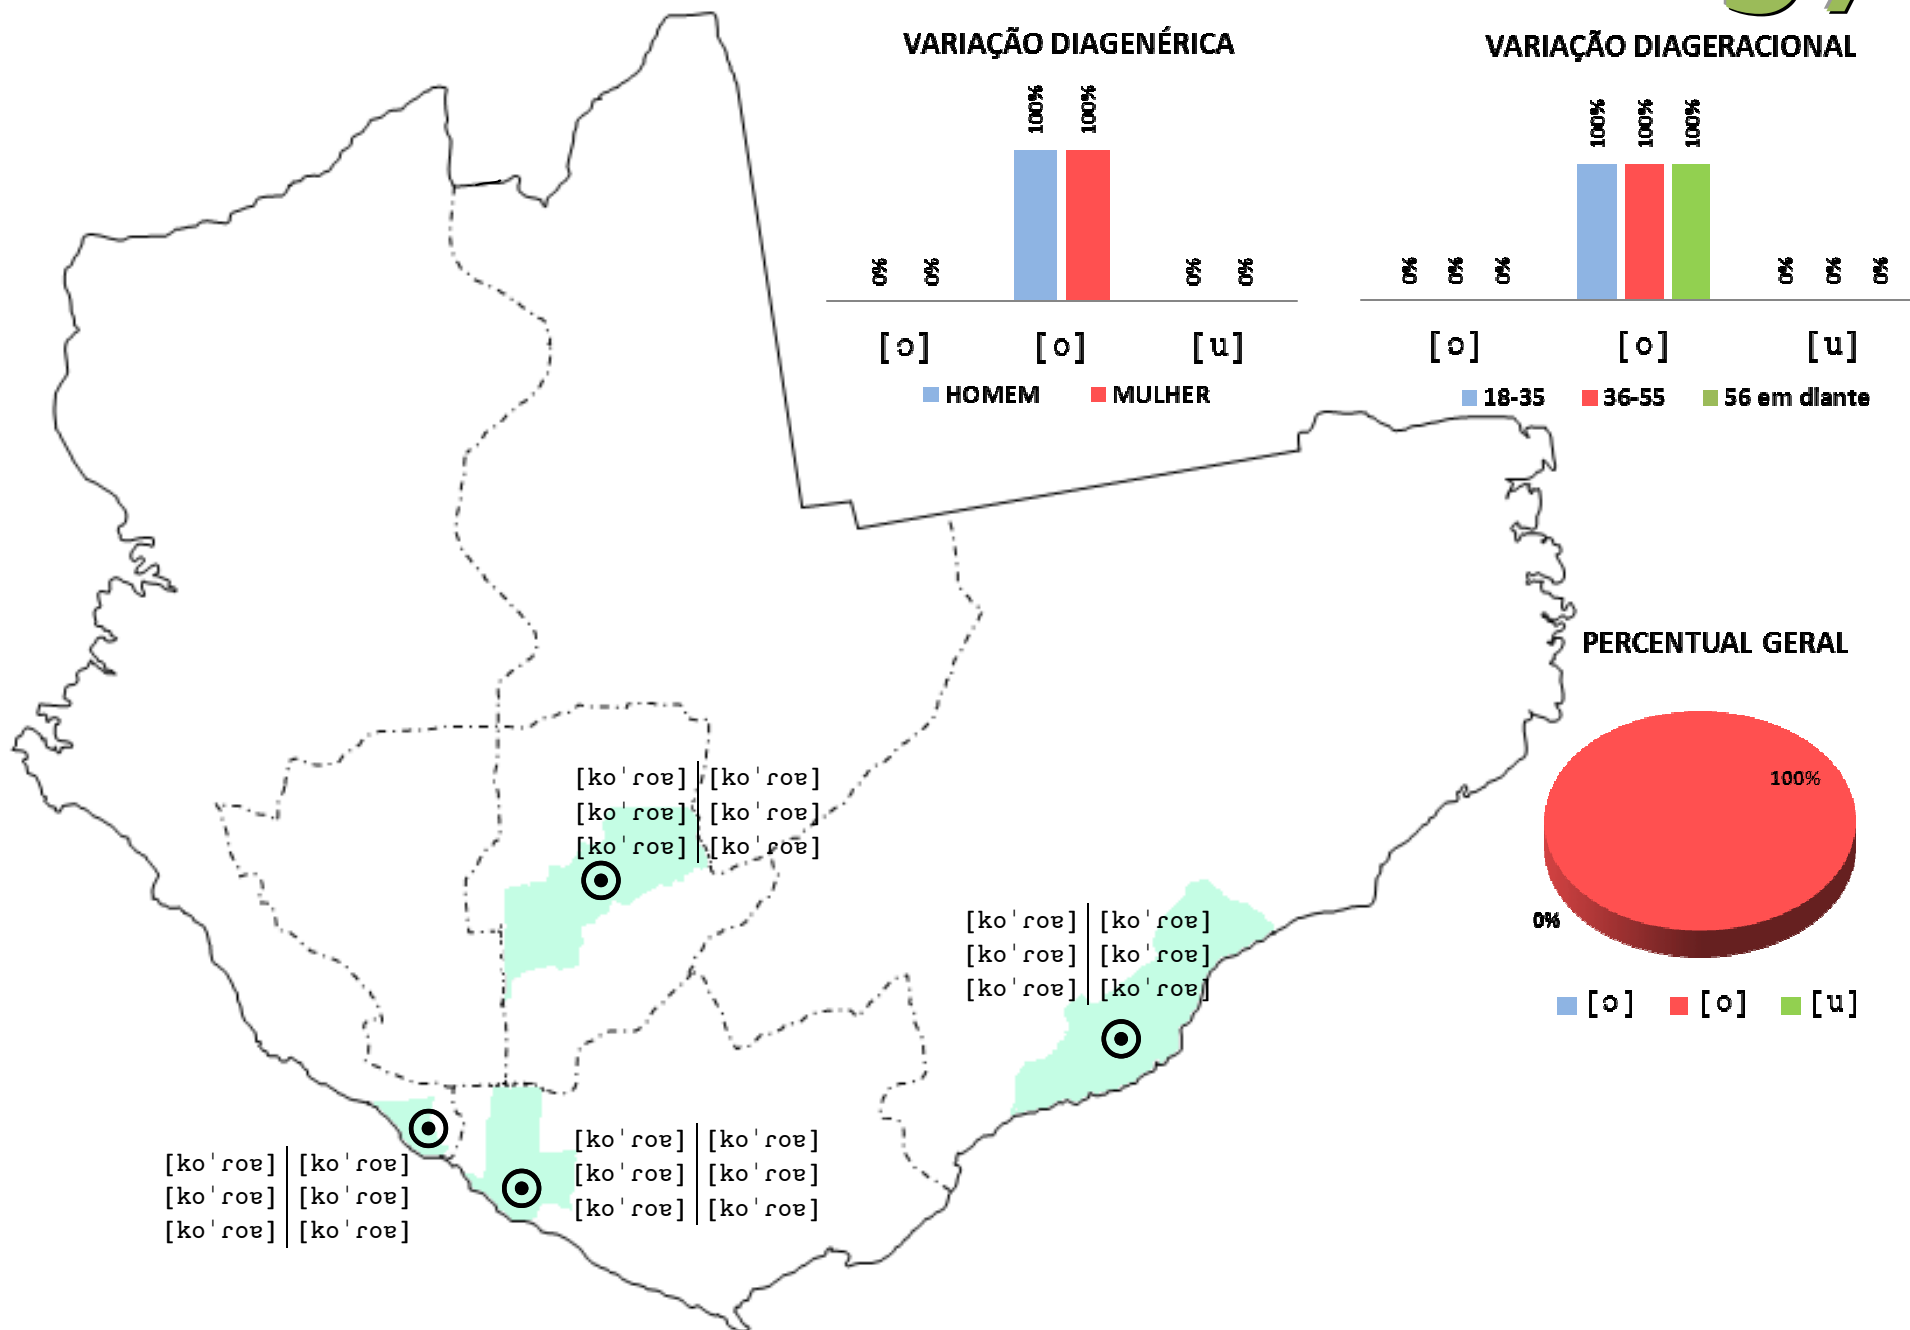 VARIAÇÃO DIAGENÉRICA
100% 100%
0% 0% 0% 0%
[ɔ] [o] [u]
HOMEM MULHER
VARIAÇÃO DIAGERACIONAL
100% 100% 100%
0% 0% 0% 0% 0% 0%
[ɔ] [o] [u]
18-35 36-55 56 em diante
PERCENTUAL GERAL
100%
0%
[ɔ] [o] [u]
[koˈɾoɐ] [koˈɾoɐ]
[koˈɾoɐ] [koˈɾoɐ]
[koˈɾoɐ] [koˈɾoɐ]
[koˈɾoɐ] [koˈɾoɐ]
[koˈɾoɐ] [koˈɾoɐ]
[koˈɾoɐ] [koˈɾoɐ]
[koˈɾoɐ] [koˈɾoɐ]
[koˈɾoɐ] [koˈɾoɐ]
[koˈɾoɐ] [koˈɾoɐ]
[koˈɾoɐ] [koˈɾoɐ]
[koˈɾoɐ] [koˈɾoɐ]
[koˈɾoɐ] [koˈɾoɐ]